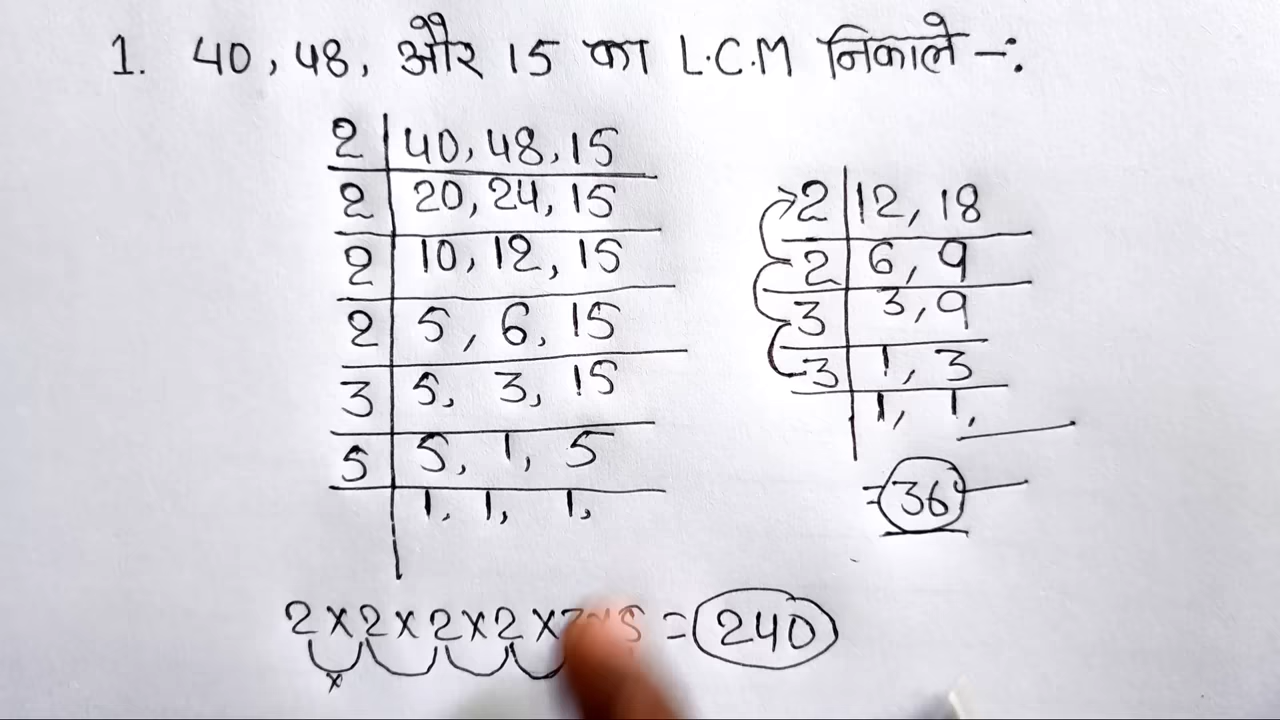 1. 40, 48, और 15 का L.C.M निकाले -:
2 | 40, 48, 15
2 | 20, 24, 15
2 | 10, 12, 15
2 | 5, 6, 15
3 | 5, 3, 15
5 | 5, 1, 5
1, 1, 1,
2 x 2 x 2 x 2 x = 240
2 | 12, 18
2 | 6, 9
3 | 3, 9
3 | 1, 3
1, 1,
= 36